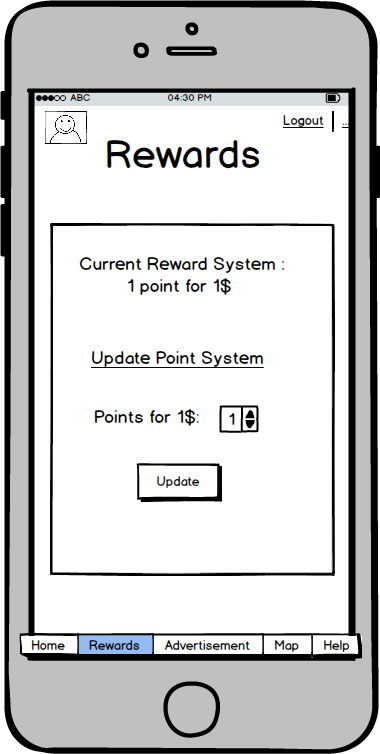 ABC 04:30 PM
Logout ...
Rewards
Current Reward System :
1 point for 1$
Update Point System
Points for 1$: 1
Update
Home Rewards Advertisement Map Help